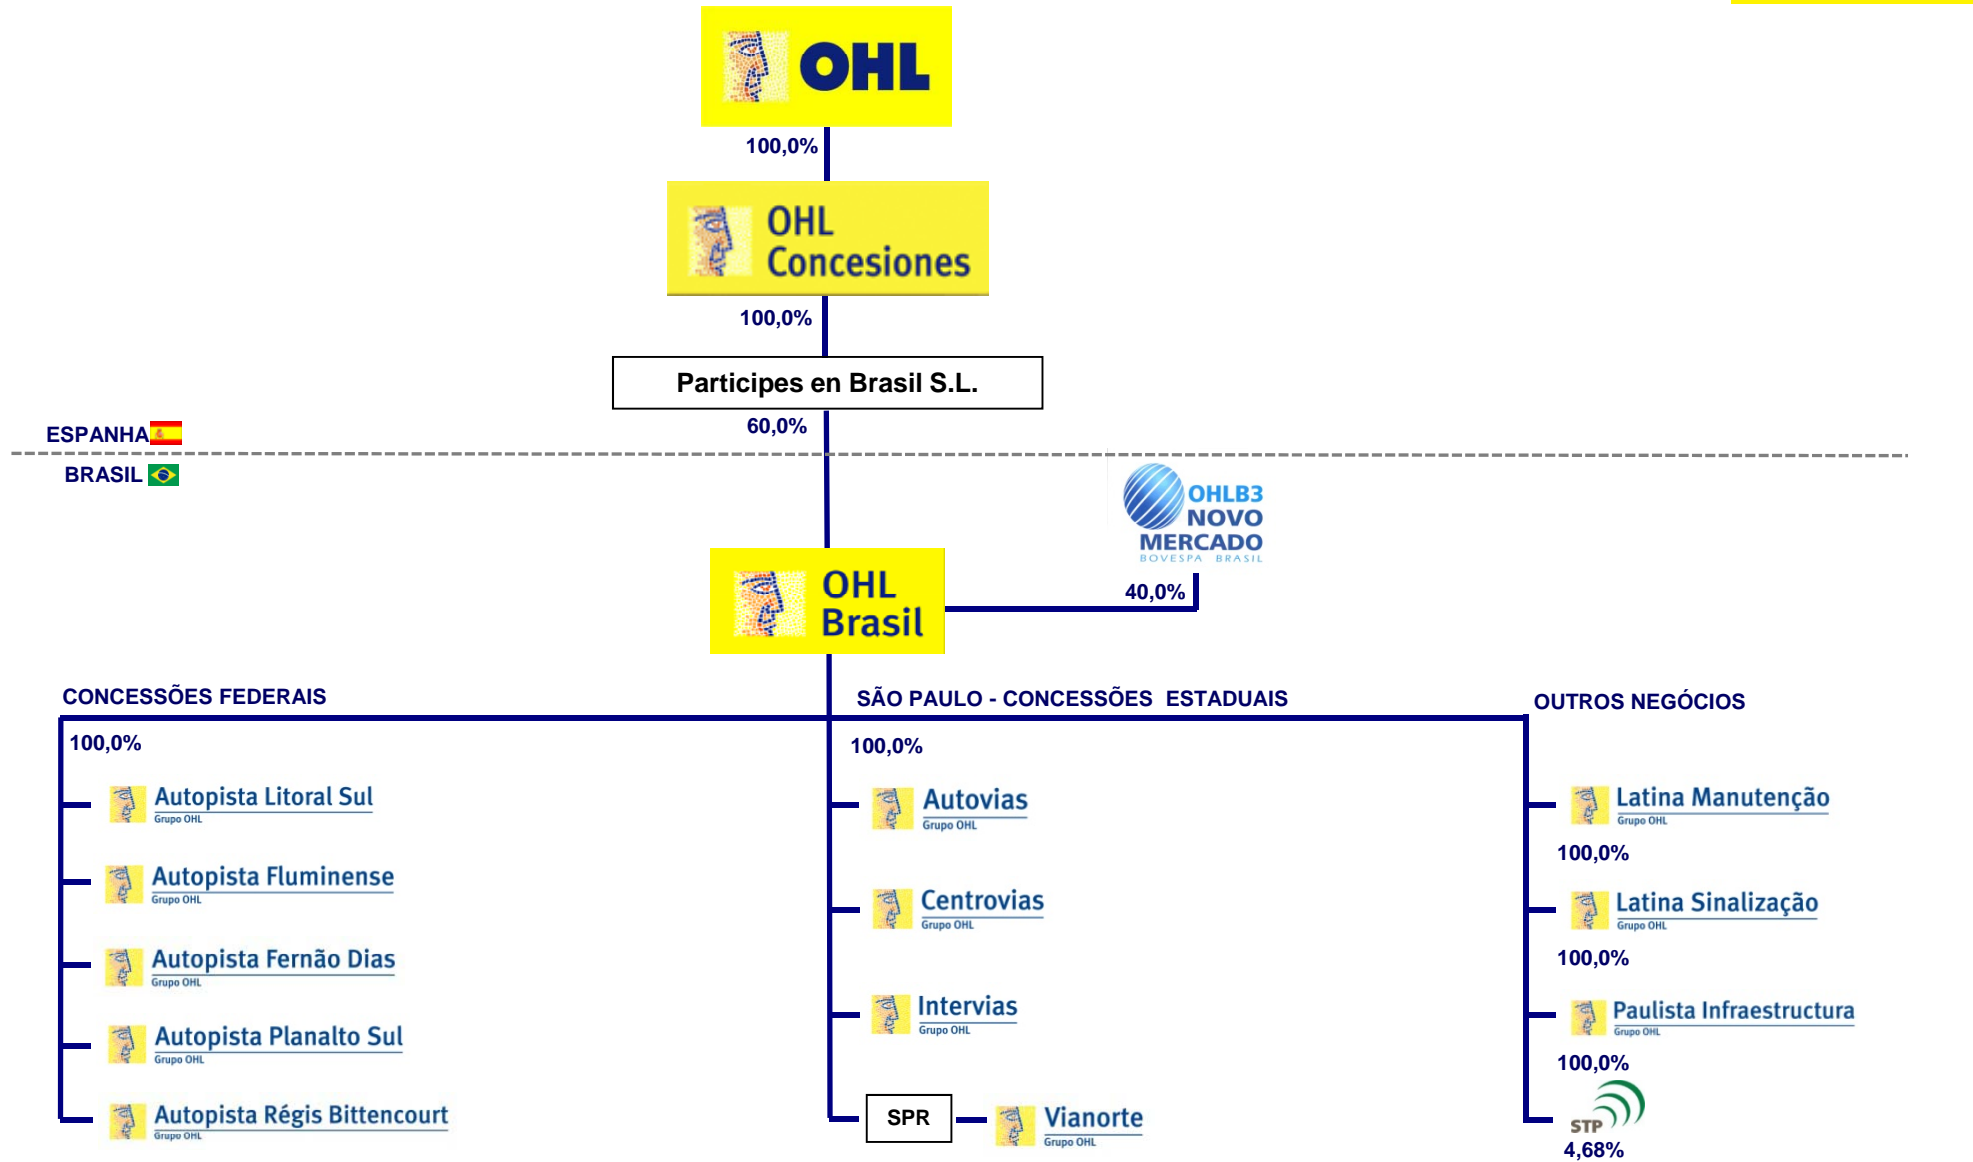 OHL
100,0%
OHL
Concesiones
100,0%
Participes en Brasil S.L.
60,0%
ESPANHA
BRASIL
OHLB3
NOVO
MERCADO
BOVESPA BRASIL
40,0%
OHL
Brasil
CONCESSÕES FEDERAIS
100,0%
Autopista Litoral Sul
Grupo OHL
Autopista Fluminense
Grupo OHL
Autopista Fernão Dias
Grupo OHL
Autopista Planalto Sul
Grupo OHL
Autopista Régis Bittencourt
Grupo OHL
SÃO PAULO - CONCESSÕES ESTADUAIS
100,0%
Autovias
Grupo OHL
Centrovias
Grupo OHL
Intervias
Grupo OHL
SPR
Vianorte
Grupo OHL
OUTROS NEGÓCIOS
Latina Manutenção
Grupo OHL
100,0%
Latina Sinalização
Grupo OHL
100,0%
Paulista Infraestructura
Grupo OHL
100,0%
STP
4,68%